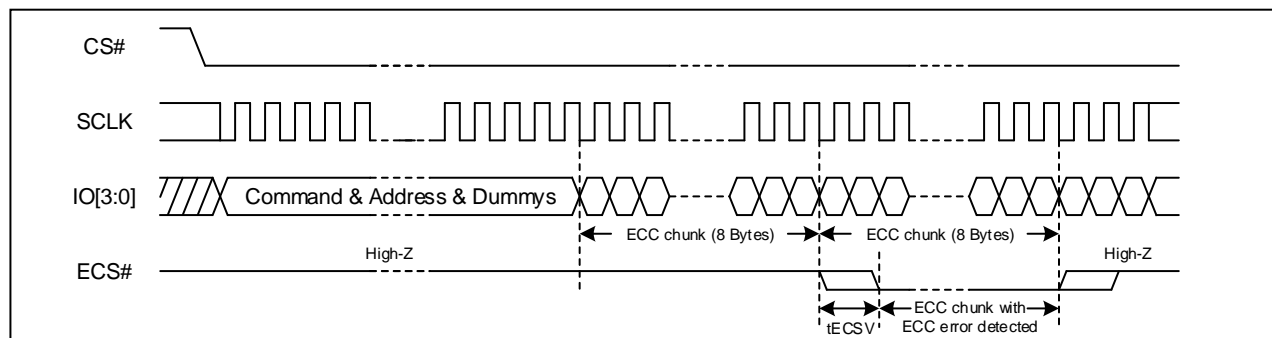 CS#
SCLK
IO[3:0]
Command & Address & Dummys
ECC chunk (8 Bytes)
ECC chunk (8 Bytes)
High-Z
High-Z
ECS#
tECSV
ECC chunk with
ECC error detected